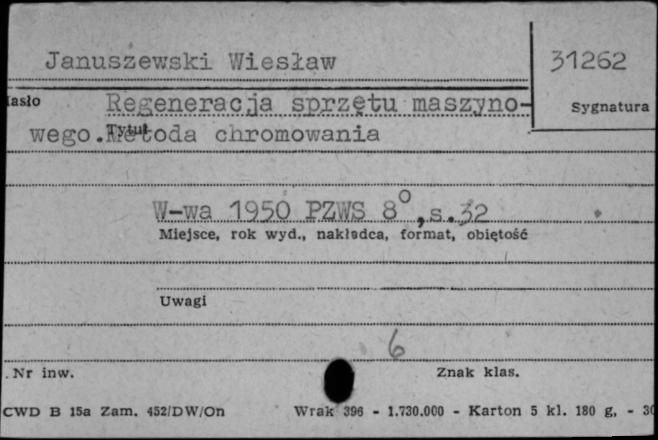 Januszewski Wiesław
31262
asło
Regeneracja sprzętu maszyno-
Sygnatura
Tytuł
wego. Metoda chromowania
W-wa 1950 PZWS 8°, s. 32
Miejsce, rok wyd., nakładca, format, objętość
Uwagi
6
. Nr inw.
Znak klas.
CWD B 15a Zam. 452/DW/On
Wrak 396 - 1.730.000 - Karton 5 kl. 180 g. - 30